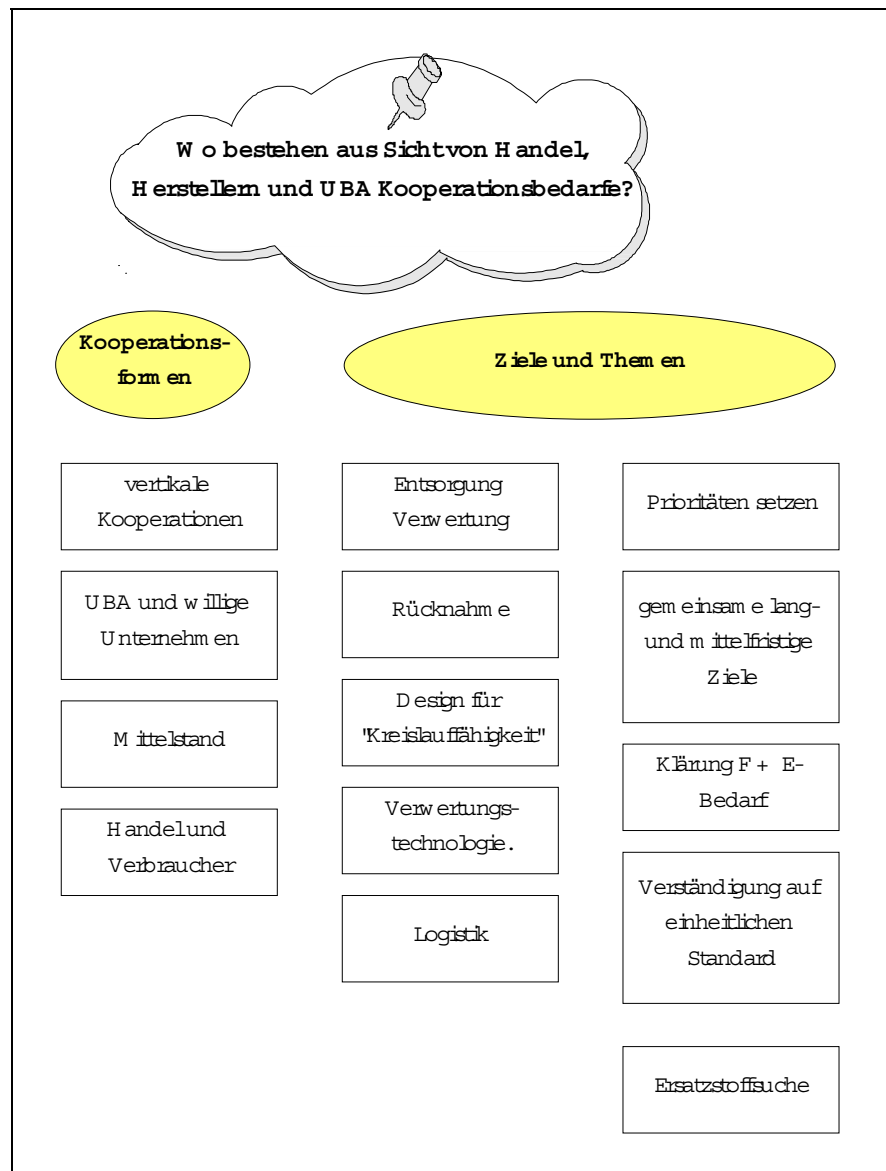 Wo bestehen aus Sicht von Handel,
Herstellern und UBA Kooperationsbedarfe?
Kooperations-
formen
Ziele und Themen
vertikale
Kooperationen
UBA und willige
Unternehmen
Mittelstand
Handel und
Verbraucher
Entsorgung
Verwertung
Rücknahme
Design für
"Kreislauffähigkeit"
Verwertungs-
technologie.
Logistik
Prioritäten setzen
gemeinsame lang-
und mittelfristige
Ziele
Klärung F + E-
Bedarf
Verständigung auf
einheitlichen
Standard
Ersatzstoffsuche